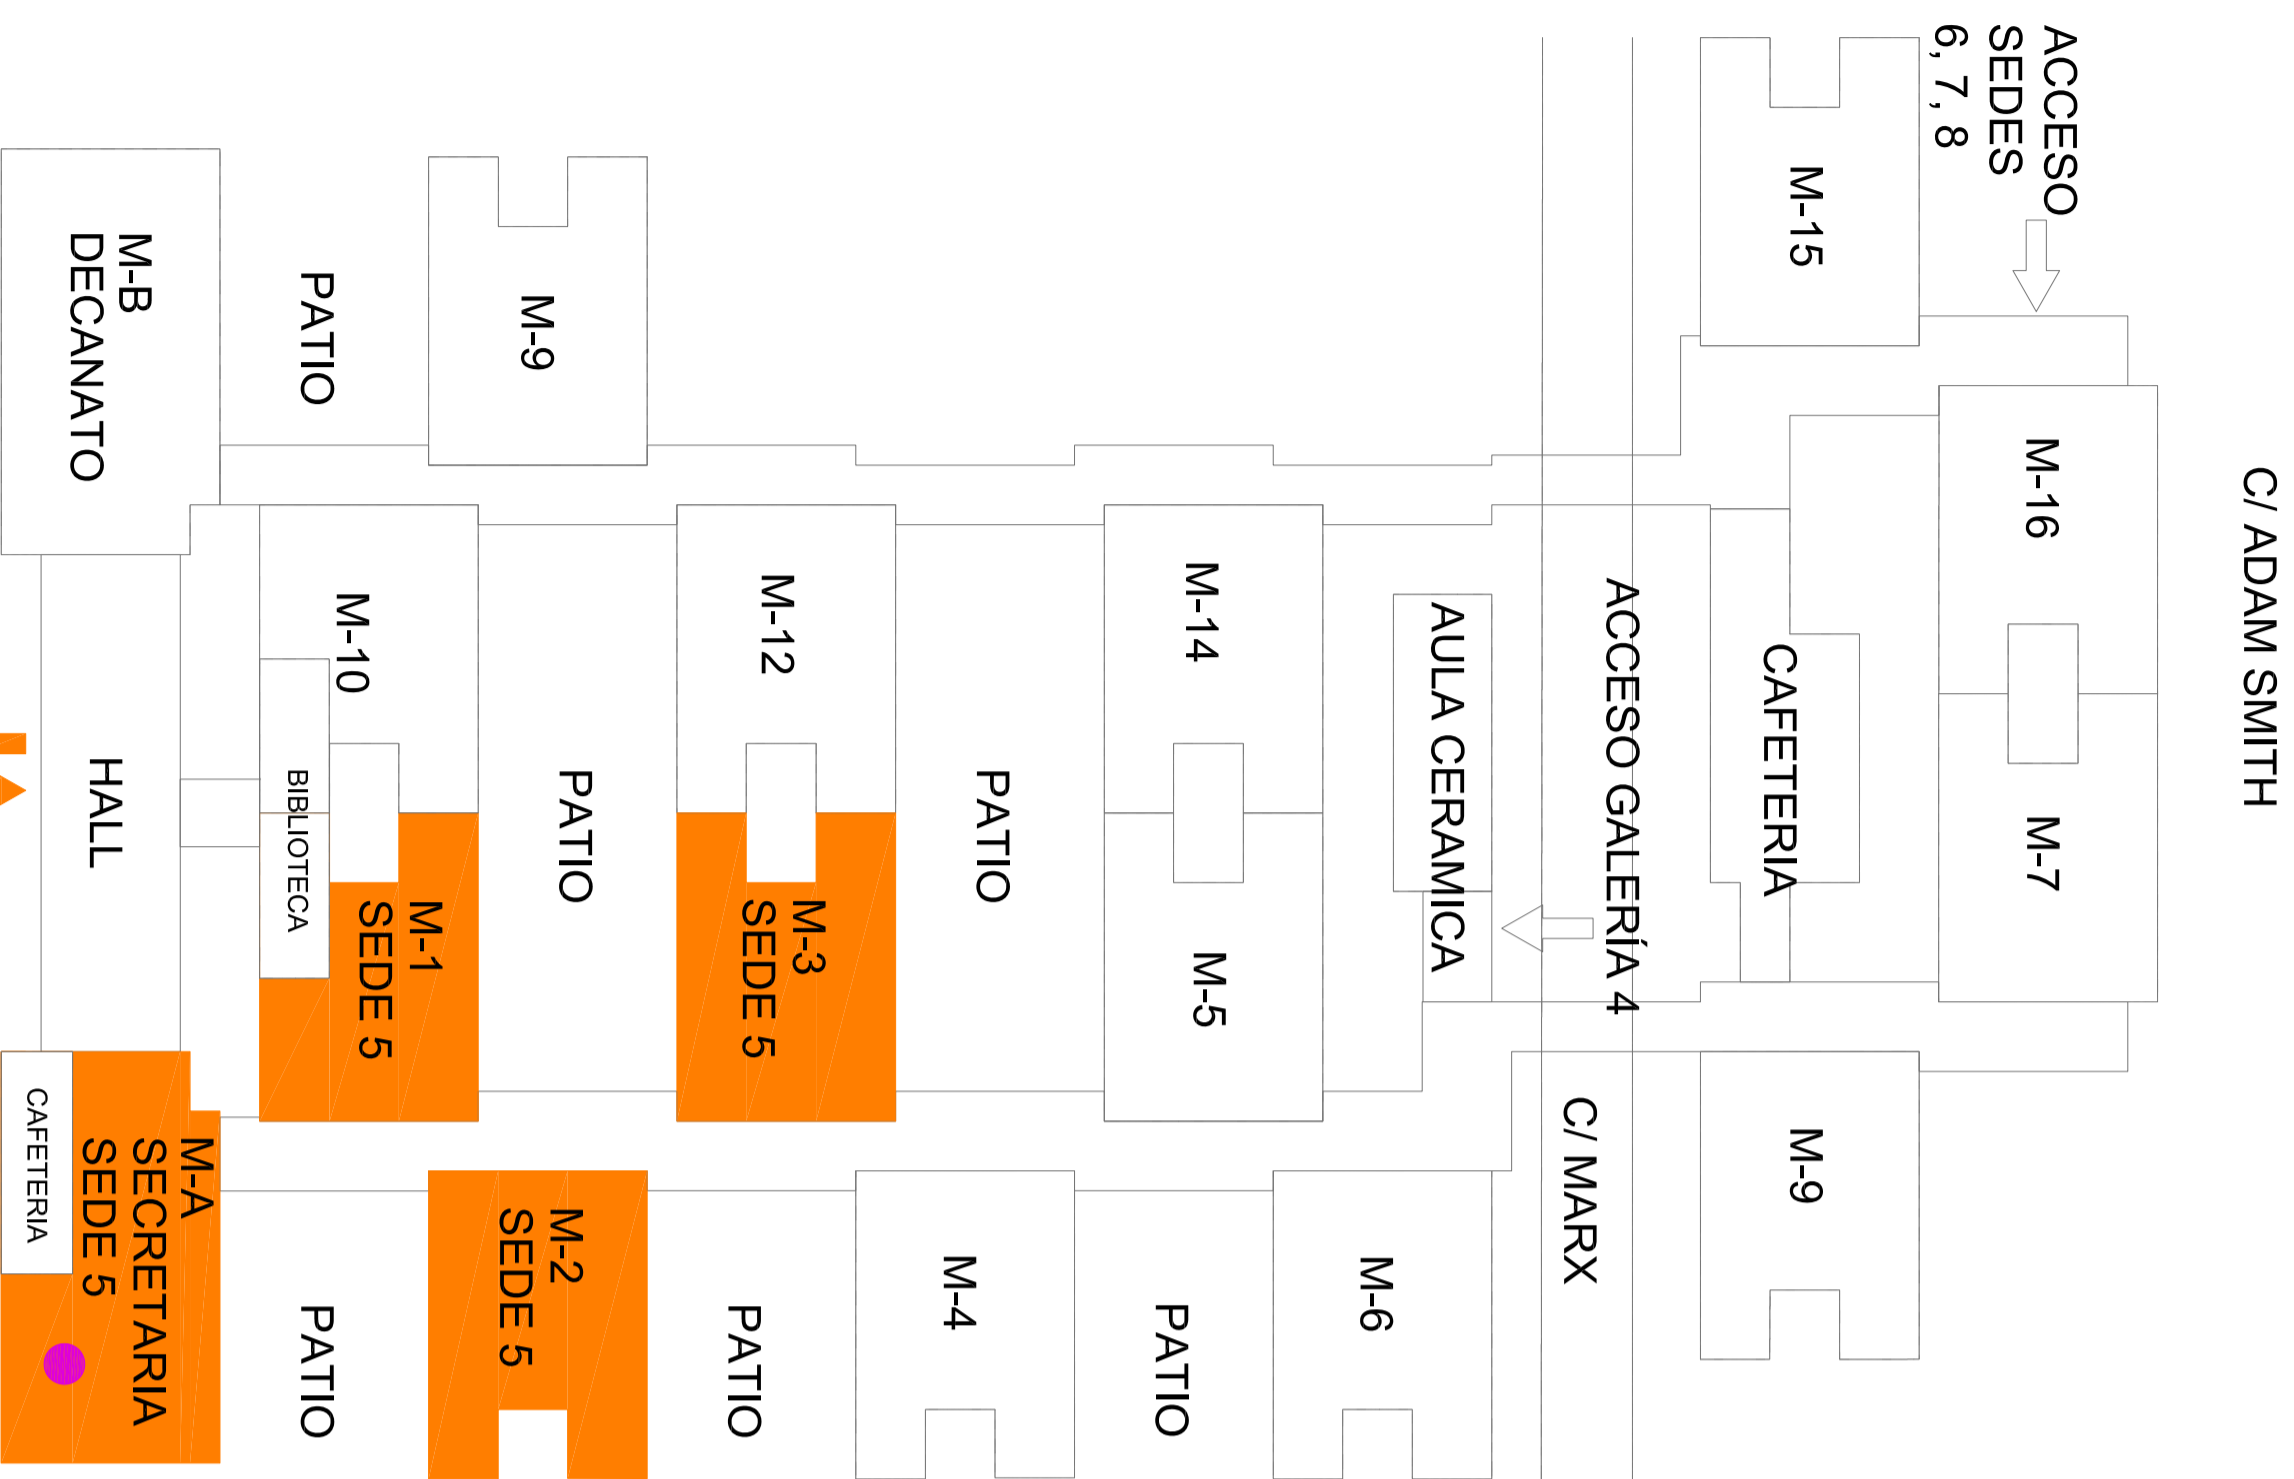 C/ ADAM SMITH
ACCESO
SEDES
6, 7, 8
M-15
M-16
M-7
M-9
CAFETERIA
ACCESO GALERÍA 4
C/ MARX
AULA CERAMICA
M-14
M-5
M-6
PATIO
PATIO
M-4
M-12
M-3
SEDE 5
PATIO
PATIO
M-9
M-10
M-1
SEDE 5
BIBLIOTECA
M-2
SEDE 5
PATIO
PATIO
M-B
DECANATO
HALL
M-A
SECRETARIA
SEDE 5
CAFETERIA